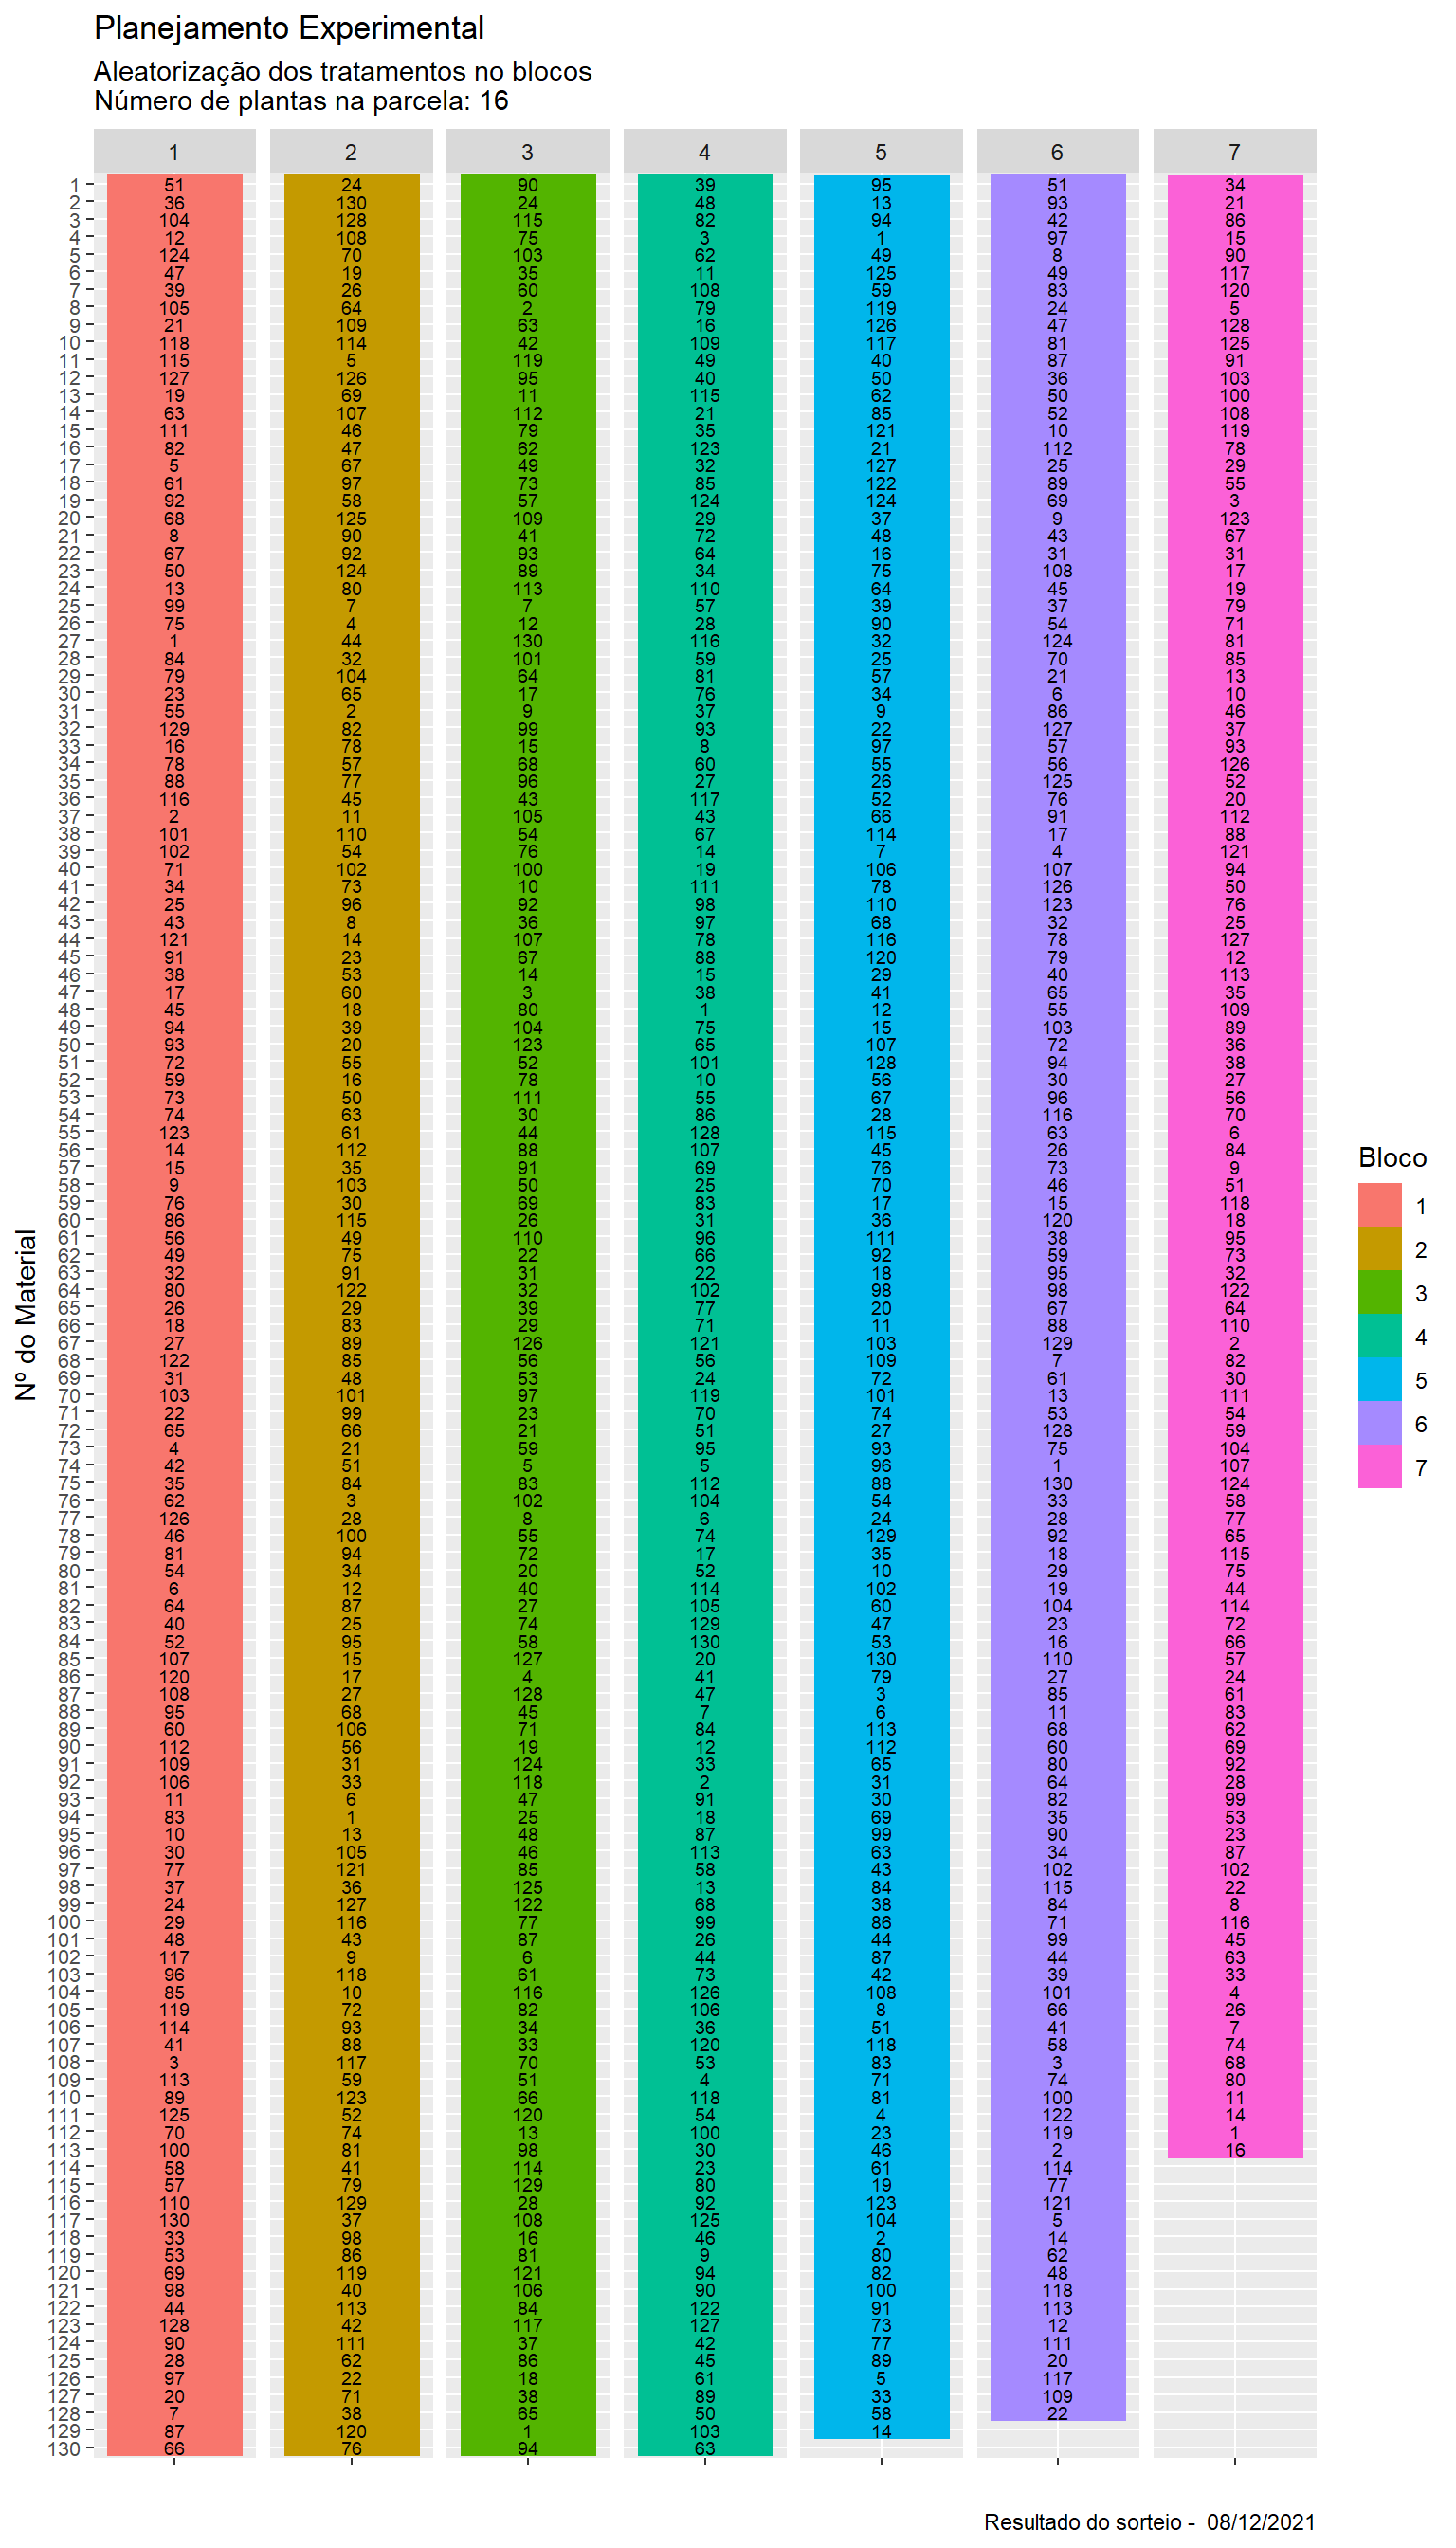 Planejamento Experimental
Aleatorização dos tratamentos no blocos
Número de plantas na parcela: 16
1 2 3 4 5 6 7
1 51 24 90 39 95 51 34
2 36 130 24 48 13 93 21
3 104 128 115 82 94 42 86
4 12 108 75 3 1 97 15
5 124 70 103 62 49 8 90
6 47 19 35 11 125 49 117
7 39 26 60 108 59 83 120
8 105 64 2 79 119 24 5
9 21 109 63 16 126 47 128
10 118 114 42 109 117 81 125
11 115 5 119 49 40 87 91
12 127 126 95 40 50 36 103
13 19 69 11 115 62 50 100
14 63 107 112 21 85 52 108
15 111 46 79 35 121 10 119
16 82 47 62 123 21 112 78
17 5 67 49 32 127 25 29
18 61 97 73 85 122 89 55
19 92 58 57 124 124 69 3
20 68 125 109 29 37 9 123
21 8 90 41 72 48 43 67
22 67 92 93 64 16 31 31
23 50 124 89 34 75 108 17
24 13 80 113 110 64 45 19
25 99 7 7 57 39 37 79
26 75 4 12 28 90 54 71
27 1 44 130 116 32 124 81
28 84 32 101 59 25 70 85
29 79 104 64 81 57 21 13
30 23 65 17 76 34 6 10
31 55 2 9 37 9 86 46
32 129 82 99 93 22 127 37
33 16 78 15 8 97 57 93
34 78 57 68 60 55 56 126
35 88 77 96 27 26 125 52
36 116 45 43 117 52 76 20
37 2 11 105 43 66 91 112
38 101 110 54 67 114 17 88
39 102 54 76 14 7 4 121
40 71 102 100 19 106 107 94
41 34 73 10 111 78 126 50
42 25 96 92 98 110 123 76
43 43 8 36 97 68 32 25
44 121 14 107 78 116 78 127
45 91 23 67 88 120 79 12
46 38 53 14 15 29 40 113
47 17 60 3 38 41 65 35
48 45 18 80 1 12 55 109
49 94 39 104 75 15 103 89
50 93 20 123 65 107 72 36
51 72 55 52 101 128 94 38
52 59 16 78 10 56 30 27
53 73 50 111 55 67 96 56
54 74 63 30 86 28 116 70
55 123 61 44 128 115 63 6
56 14 112 88 107 45 26 84
57 15 35 91 69 76 73 9
58 9 103 50 25 70 46 51
59 76 30 69 83 17 15 118
60 86 115 26 31 36 120 18
61 56 49 110 96 111 38 95
62 49 75 22 66 92 59 73
63 32 91 31 22 18 95 32
64 80 122 32 102 98 98 122
65 26 29 39 77 20 67 64
66 18 83 29 71 11 88 110
67 27 89 126 121 103 129 2
68 122 85 56 56 109 7 82
69 31 48 53 24 72 61 30
70 103 101 97 119 101 13 111
71 22 99 23 70 74 53 54
72 65 66 21 51 27 128 59
73 4 21 59 95 93 75 104
74 42 51 5 5 96 1 107
75 35 84 83 112 88 130 124
76 62 3 102 104 54 33 58
77 126 28 8 6 24 28 77
78 46 100 55 74 129 92 65
79 81 94 72 17 35 18 115
80 54 34 20 52 10 29 75
81 6 12 40 114 102 19 44
82 64 87 27 105 60 104 114
83 40 25 74 129 47 23 72
84 52 95 58 130 53 16 66
85 107 15 127 20 130 110 57
86 120 17 4 41 79 27 24
87 108 27 128 47 3 85 61
88 95 68 45 7 6 11 83
89 60 106 71 84 113 68 62
90 112 56 19 12 112 60 69
91 109 31 124 33 65 80 92
92 106 33 118 2 31 64 28
93 11 6 47 91 30 82 99
94 83 1 25 18 69 35 53
95 10 13 48 87 99 90 23
96 30 105 46 113 63 34 87
97 77 121 85 58 43 102 102
98 37 36 125 13 84 115 22
99 24 127 122 68 38 84 8
100 29 116 77 99 86 71 116
101 48 43 87 26 44 99 45
102 117 9 6 44 87 44 63
103 96 118 61 73 42 39 33
104 85 10 116 126 108 101 4
105 119 72 82 106 8 66 26
106 114 93 34 36 51 41 7
107 41 88 33 120 118 58 74
108 3 117 70 53 83 3 68
109 113 59 51 4 71 74 80
110 89 123 66 118 81 100 11
111 125 52 120 54 4 122 14
112 70 74 13 100 23 119 1
113 100 81 98 30 46 2 16
114 58 41 114 23 61 114
115 57 79 129 80 19 77
116 110 129 28 92 123 121
117 130 37 108 125 104 5
118 33 98 16 46 2 14
119 53 86 81 9 80 62
120 69 119 121 94 82 48
121 98 40 106 90 100 118
122 44 113 84 122 91 113
123 128 42 117 127 73 12
124 90 111 37 42 77 111
125 28 62 86 45 89 20
126 97 22 18 61 5 117
127 20 71 38 89 33 109
128 7 38 65 50 58 22
129 87 120 1 103 14
130 66 76 94 63
Nº do Material
Bloco
1
2
3
4
5
6
7
Resultado do sorteio - 08/12/2021